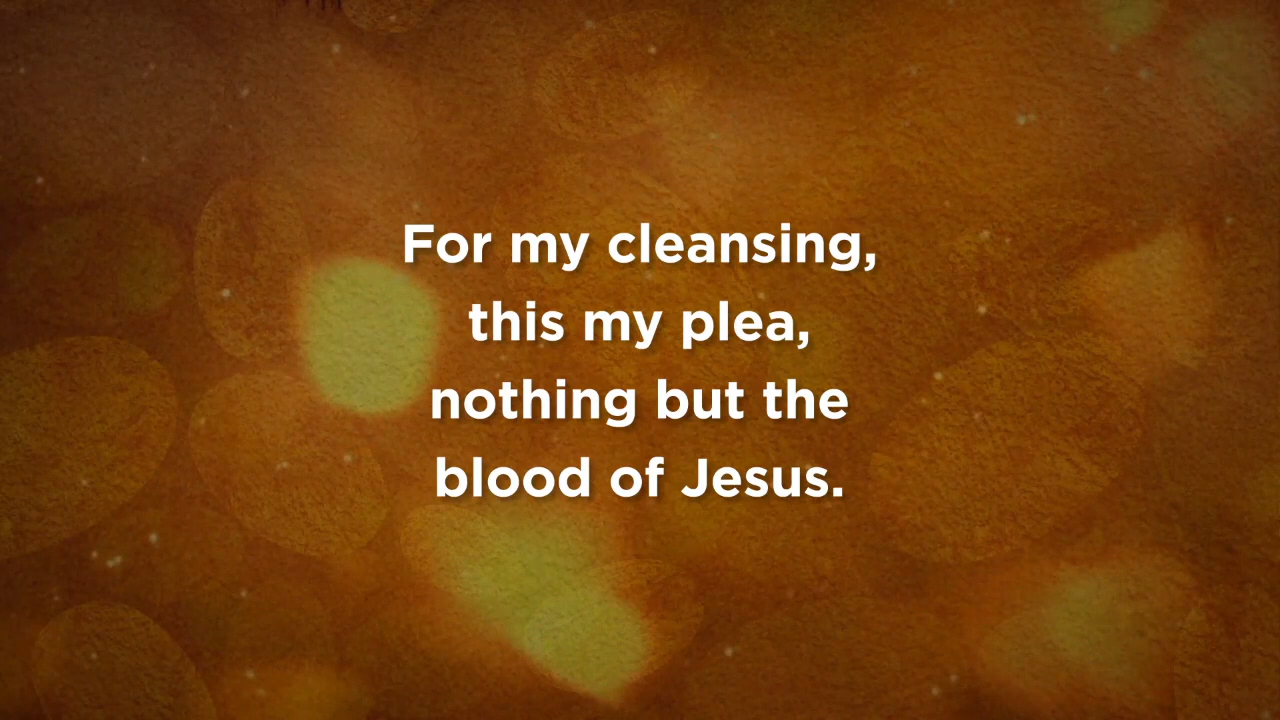 For my cleansing,
this my plea,
nothing but the
blood of Jesus.